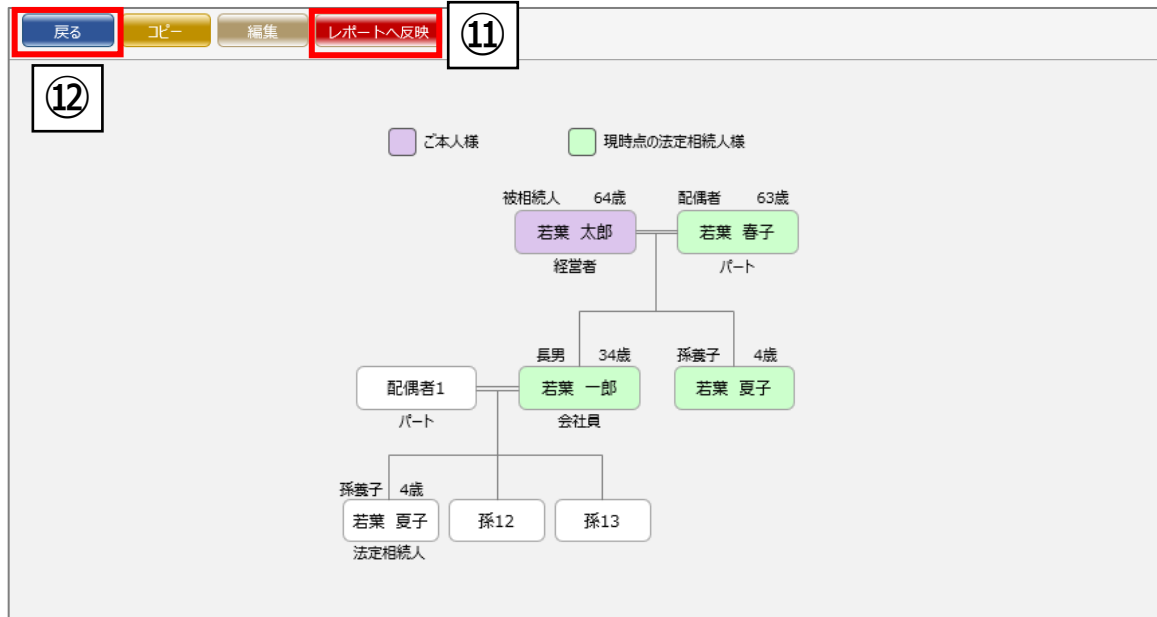 戻る コピー 編集 レポートへ反映 ⑪
⑫
ご本人様 現時点の法定相続人様
被相続人 64歳 配偶者 63歳
若葉 太郎 若葉 春子
経営者 パート
長男 34歳 孫養子 4歳
配偶者1 若葉 一郎 若葉 夏子
パート 会社員
孫養子 4歳
若葉 夏子 孫12 孫13
法定相続人